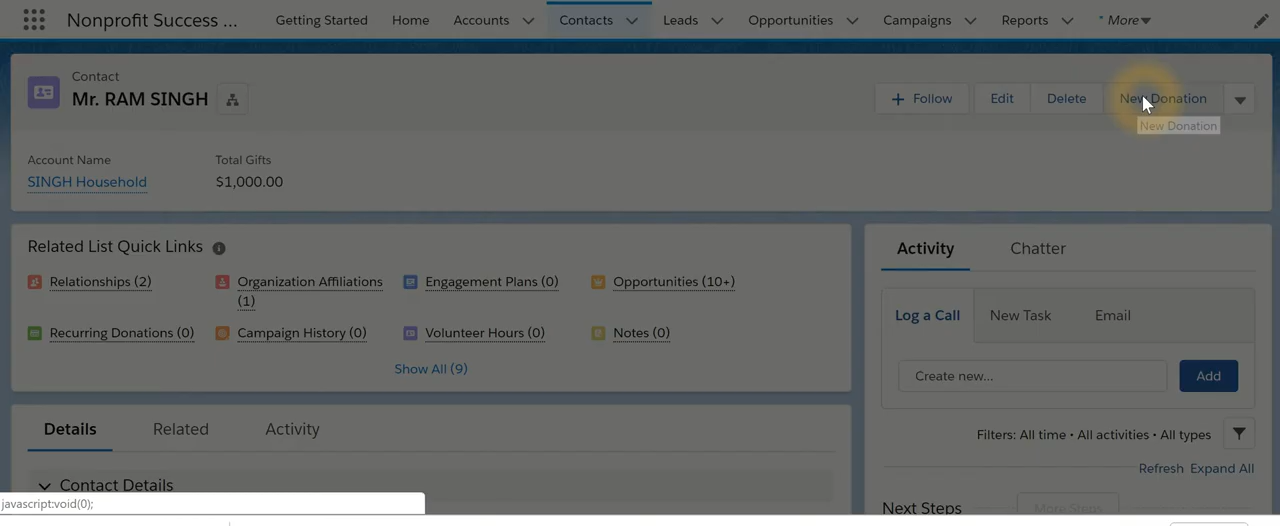 Nonprofit Success ... Getting Started Home Accounts Contacts Leads Opportunities Campaigns Reports * More
Contact
Mr. RAM SINGH
+ Follow Edit Delete New Donation
New Donation
Account Name Total Gifts
SINGH Household $1,000.00
Related List Quick Links
Relationships (2) Organization Affiliations Engagement Plans (0) Opportunities (10+)
(1)
Recurring Donations (0) Campaign History (0) Volunteer Hours (0) Notes (0)
Show All (9)
Details Related Activity
Contact Details
Activity Chatter
Log a Call New Task Email
Create new... Add
Filters: All time • All activities • All types
Refresh Expand All
Next Steps More Steps
javascript:void(0);